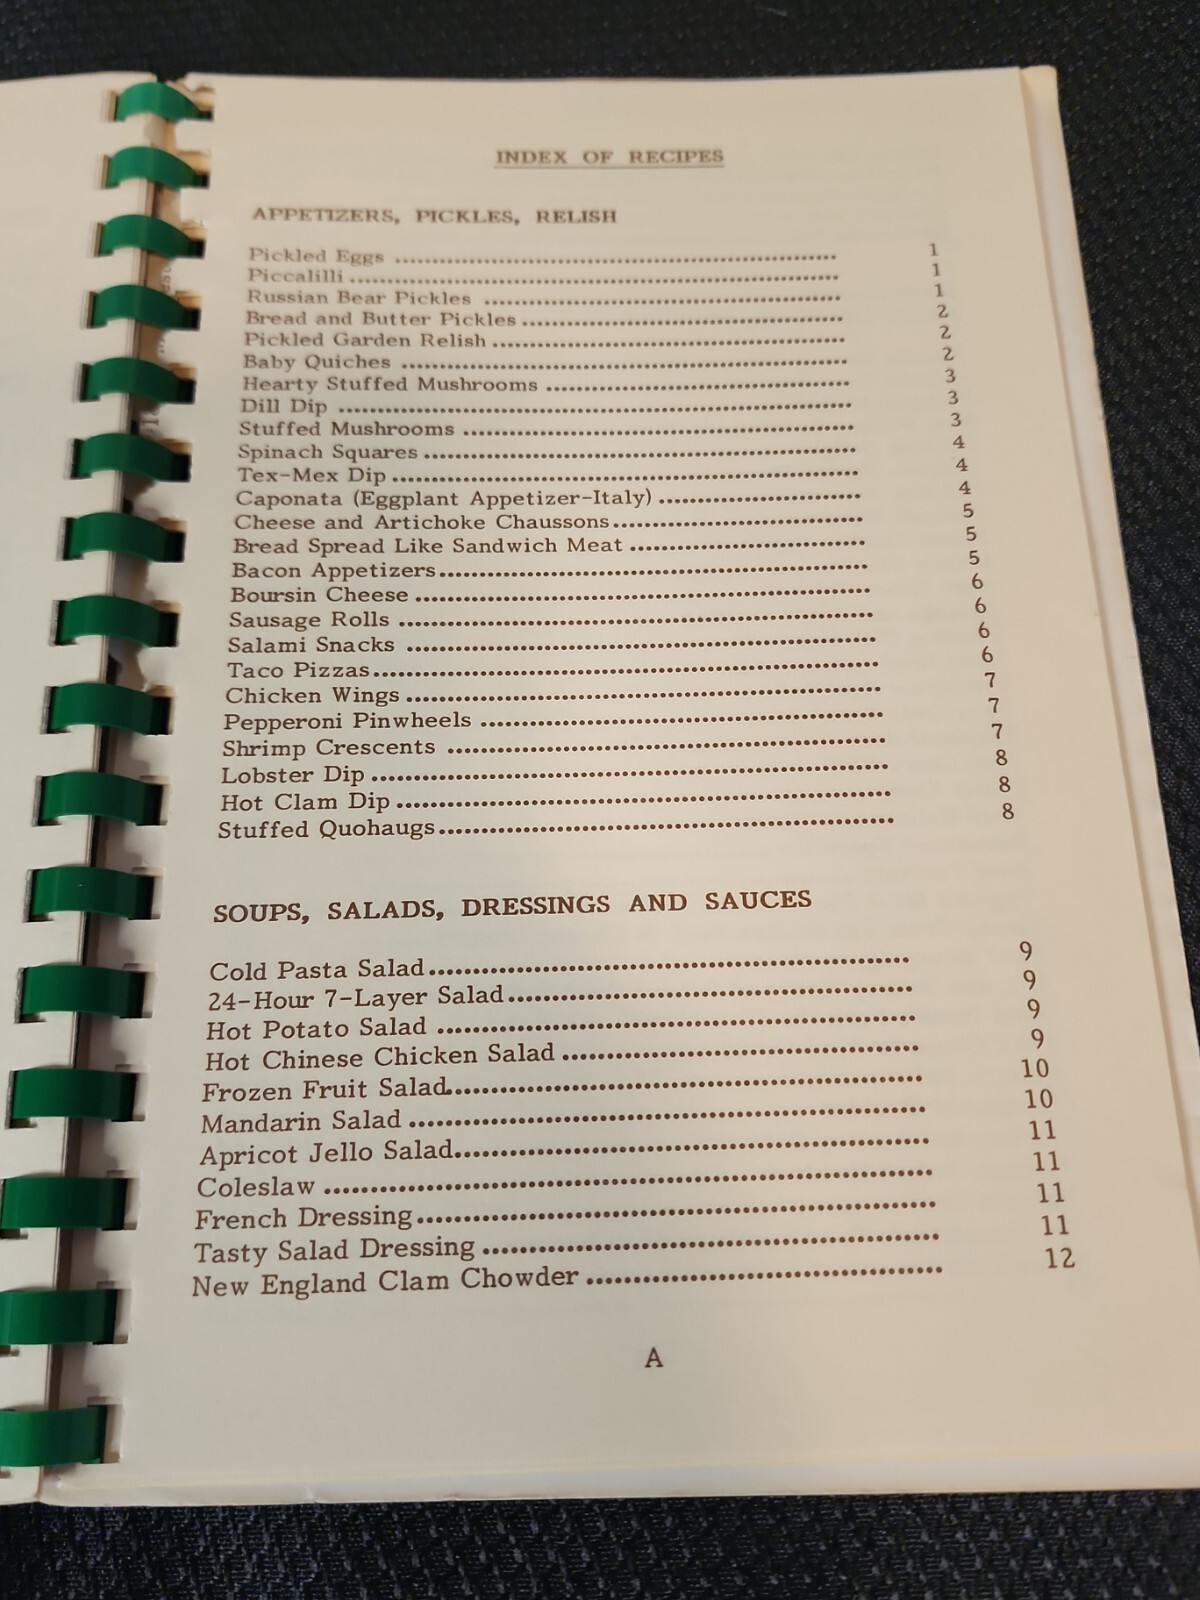 INDEX OF RECIPES
APPETIZERS, PICKLES, RELISH
Pickled Eggs ........................................ 1
Piccalilli ........................................ 1
Russian Bear Pickles ........................................ 1
Bread and Butter Pickles ........................................ 2
Pickled Garden Relish ........................................ 2
Baby Quiches ........................................ 2
Hearty Stuffed Mushrooms ........................................ 3
Dill Dip ........................................ 3
Stuffed Mushrooms ........................................ 3
Spinach Squares ........................................ 4
Tex-Mex Dip ........................................ 4
Caponata (Eggplant Appetizer-Italy) ........................................ 4
Cheese and Artichoke Chaussons ........................................ 5
Bread Spread Like Sandwich Meat ........................................ 5
Bacon Appetizers ........................................ 5
Boursin Cheese ........................................ 6
Sausage Rolls ........................................ 6
Salami Snacks ........................................ 6
Taco Pizzas ........................................ 6
Chicken Wings ........................................ 7
Pepperoni Pinwheels ........................................ 7
Shrimp Crescents ........................................ 7
Lobster Dip ........................................ 8
Hot Clam Dip ........................................ 8
Stuffed Quohaugs ........................................ 8
SOUPS, SALADS, DRESSINGS AND SAUCES
Cold Pasta Salad ........................................ 9
24-Hour 7-Layer Salad ........................................ 9
Hot Potato Salad ........................................ 9
Hot Chinese Chicken Salad ........................................ 9
Frozen Fruit Salad ........................................ 10
Mandarin Salad ........................................ 10
Apricot Jello Salad ........................................ 11
Coleslaw ........................................ 11
French Dressing ........................................ 11
Tasty Salad Dressing ........................................ 11
New England Clam Chowder ........................................ 12
A